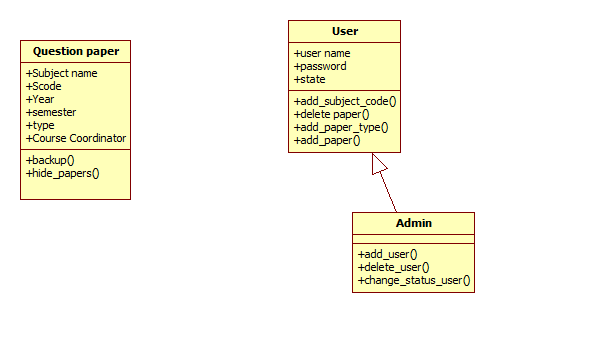 Question paper
+Subject name
+Scode
+Year
+semester
+type
+Course Coordinator
+backup()
+hide_papers()
User
+user name
+password
+state
+add_subject_code()
+delete paper()
+add_paper_type()
+add_paper()
Admin
+add_user()
+delete_user()
+change_status_user()